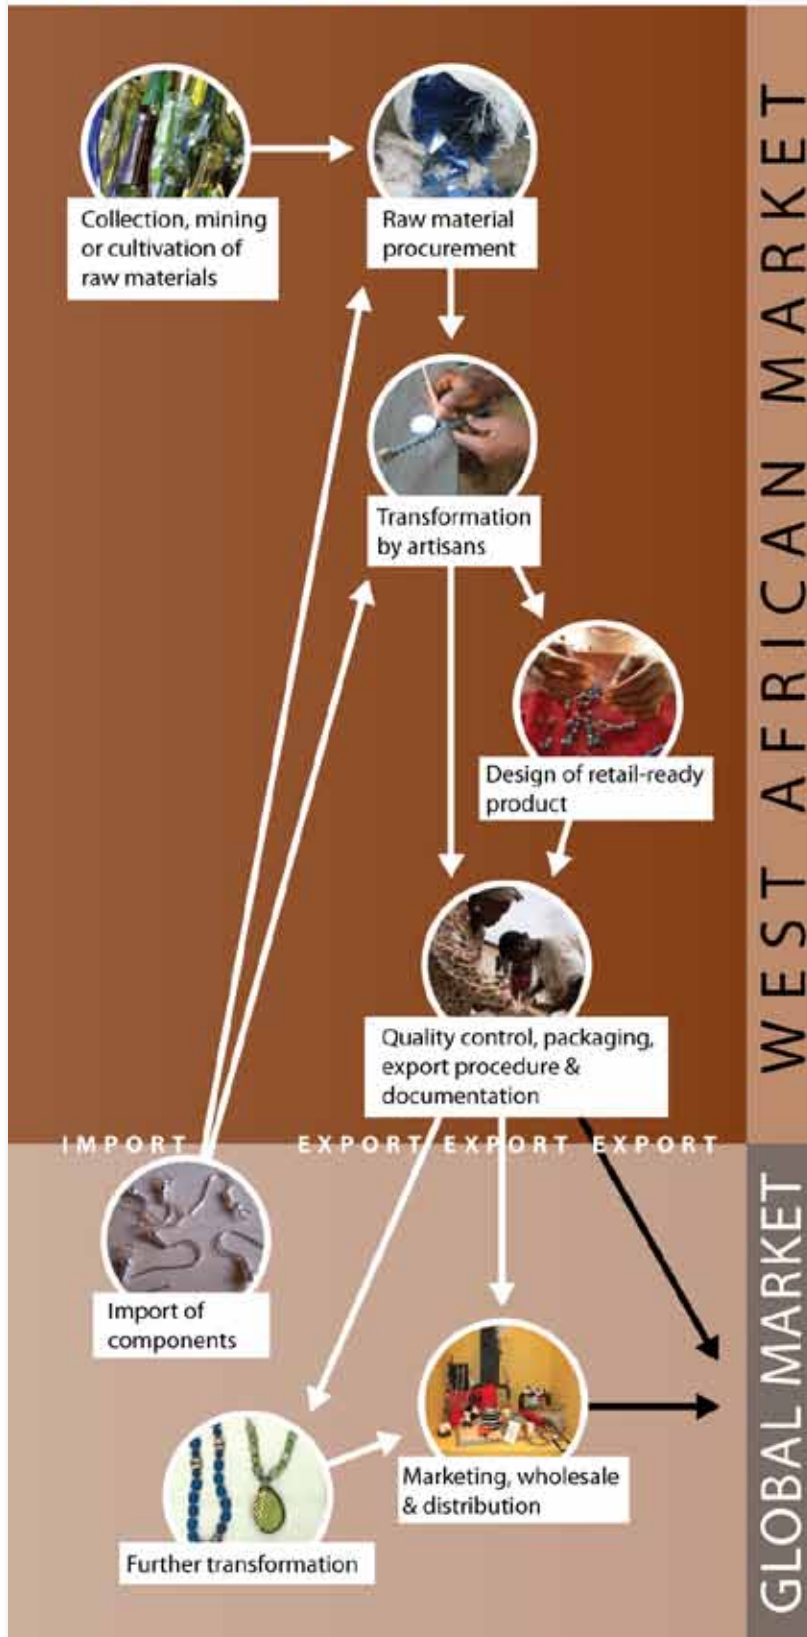 Collection, mining
or cultivation of
raw materials
Raw material
procurement
Transformation
by artisans
Design of retail-ready
product
Quality control, packaging,
export procedure &
documentation
IMPORT EXPORT EXPORT EXPORT
Import of
components
Marketing, wholesale
& distribution
Further transformation
WEST AFRICAN MARKET
GLOBAL MARKET